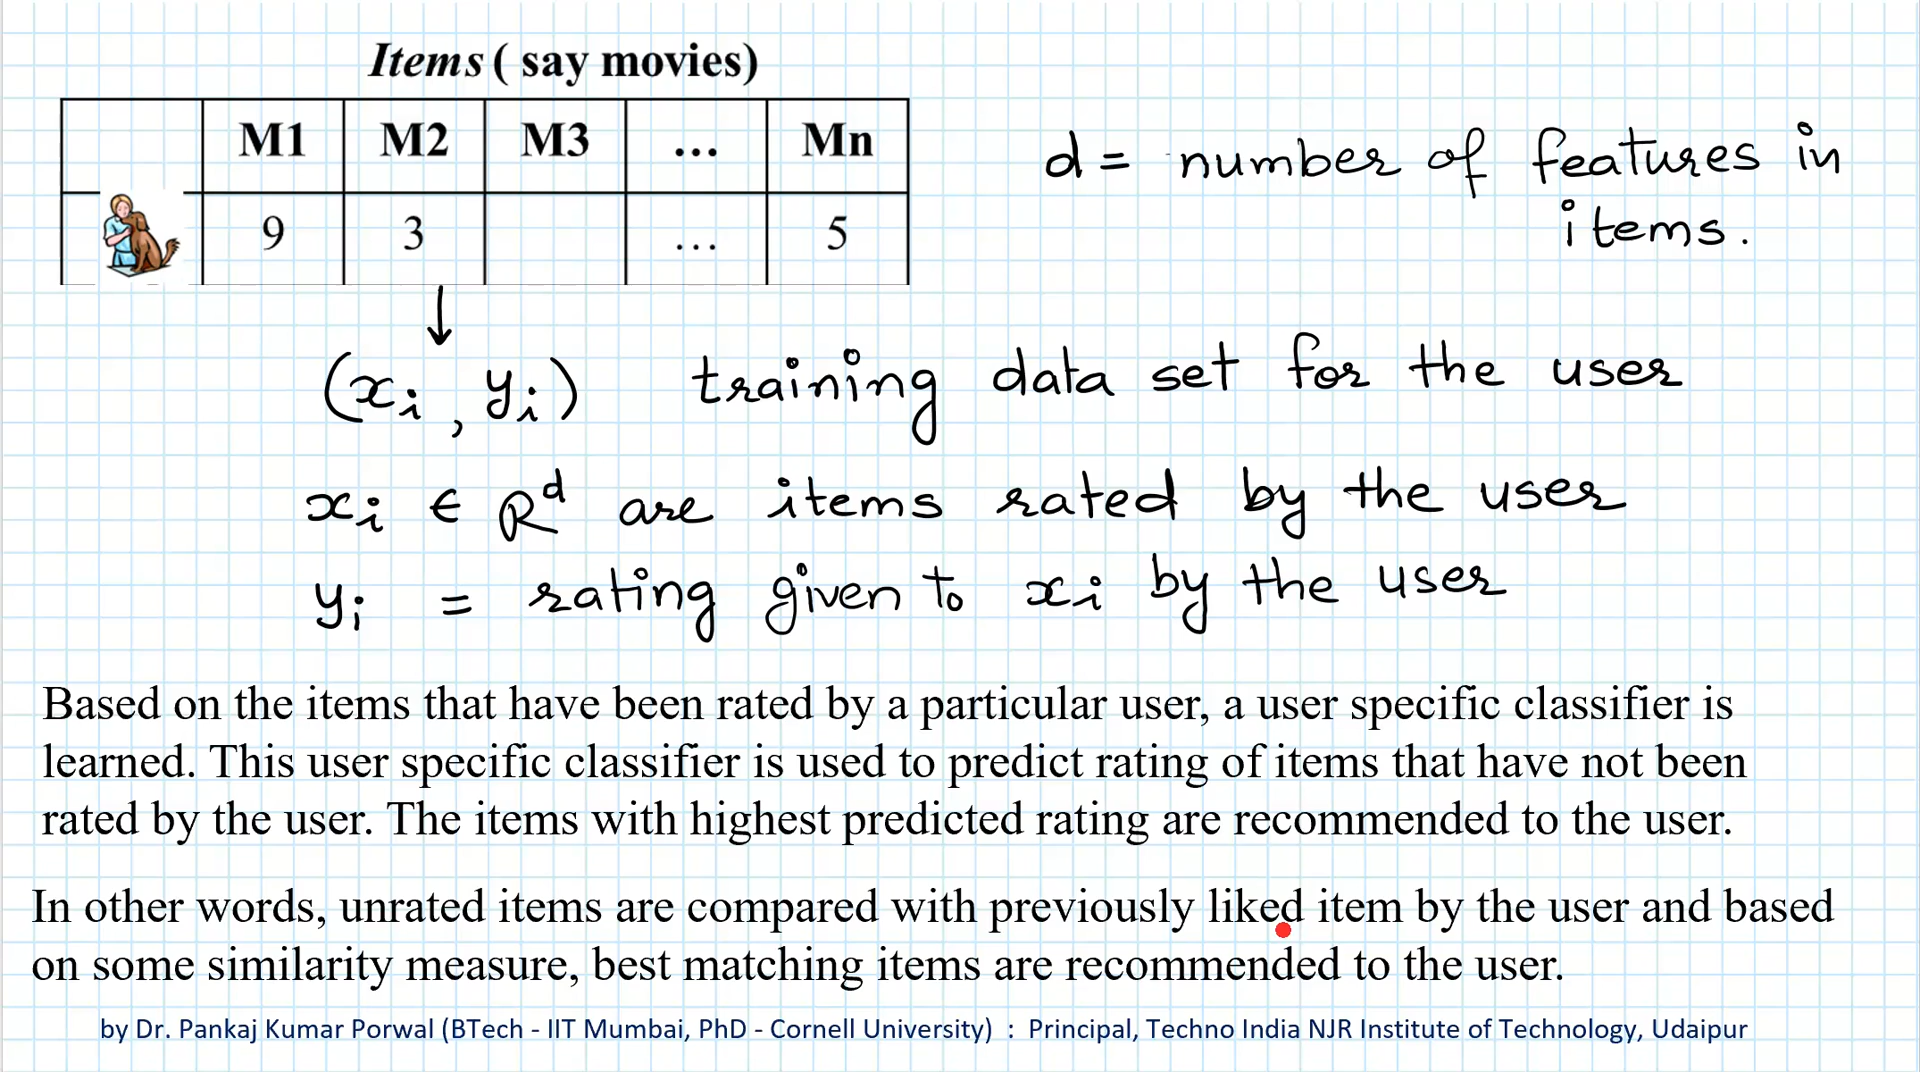 Items ( say movies)
M1 M2 M3 ... Mn
9 3 ... 5
d = number of features in
items.
(xi, yi) training data set for the user
xi ∈ R^d are items rated by the user
yi = rating given to xi by the user
Based on the items that have been rated by a particular user, a user specific classifier is
learned. This user specific classifier is used to predict rating of items that have not been
rated by the user. The items with highest predicted rating are recommended to the user.
In other words, unrated items are compared with previously liked item by the user and based
on some similarity measure, best matching items are recommended to the user.
by Dr. Pankaj Kumar Porwal (BTech - IIT Mumbai, PhD - Cornell University) : Principal, Techno India NJR Institute of Technology, Udaipur